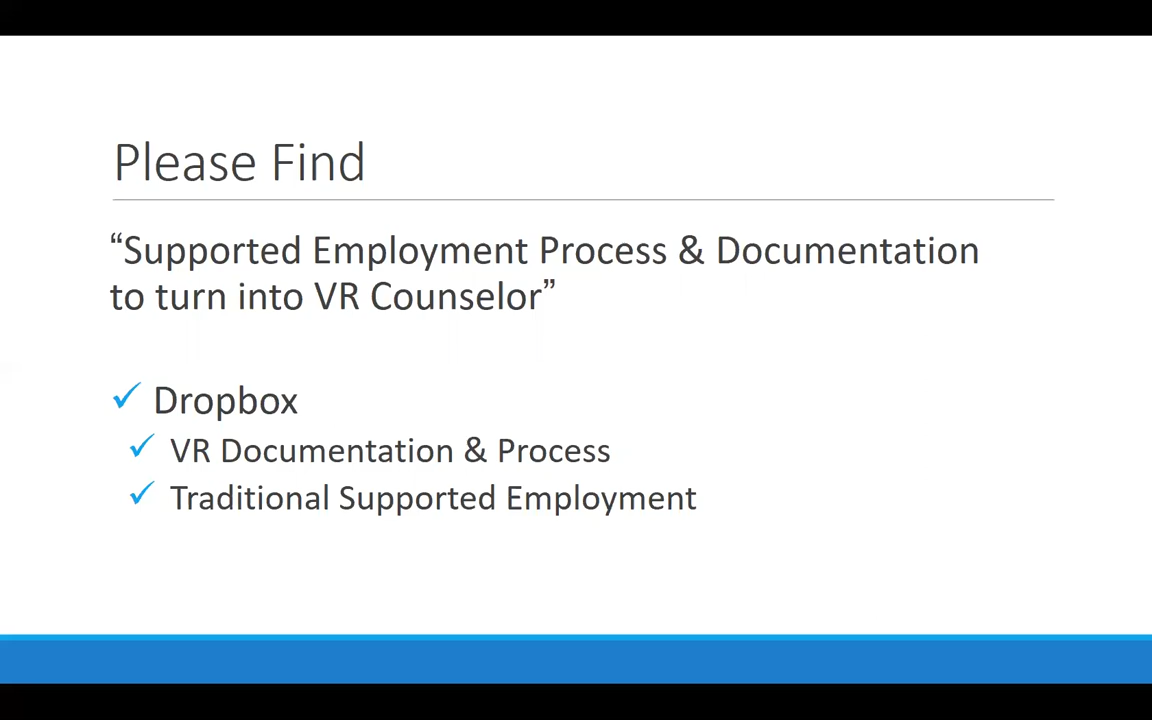 Please Find
“Supported Employment Process & Documentation
to turn into VR Counselor”
Dropbox
VR Documentation & Process
Traditional Supported Employment